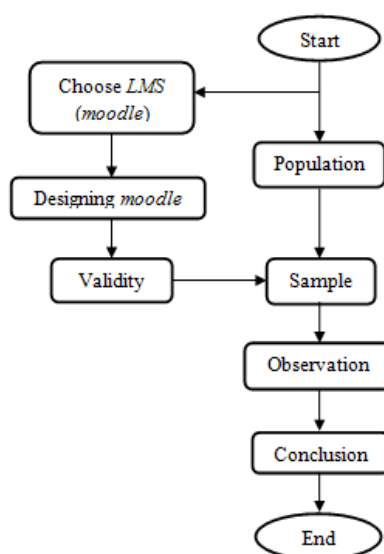 Start
Choose LMS
(moodle)
Population
Designing moodle
Validity
Sample
Observation
Conclusion
End